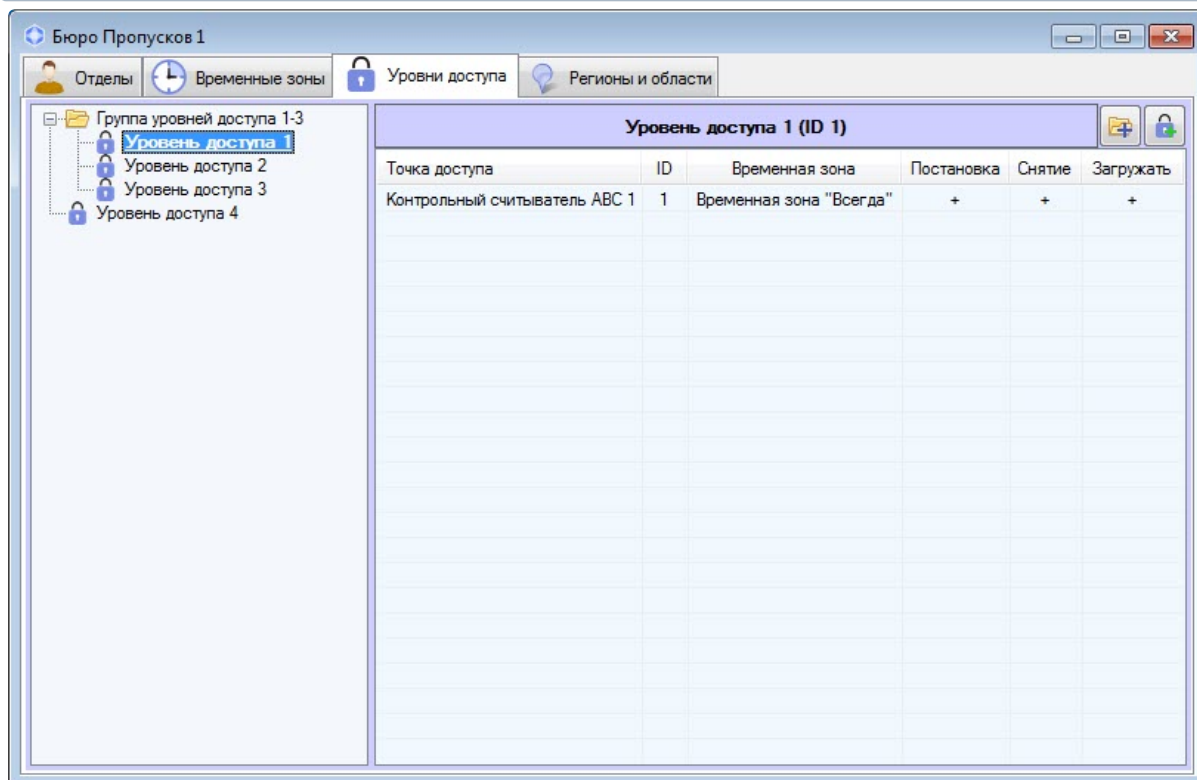 Бюро Пропусков 1
Отделы Временные зоны Уровни доступа Регионы и области
Группа уровней доступа 1-3
Уровень доступа 1
Уровень доступа 2
Уровень доступа 3
Уровень доступа 4
Уровень доступа 1 (ID 1)
Точка доступа ID Временная зона Постановка Снятие Загружать
Контрольный считыватель ABC 1 1 Временная зона "Всегда" + + +